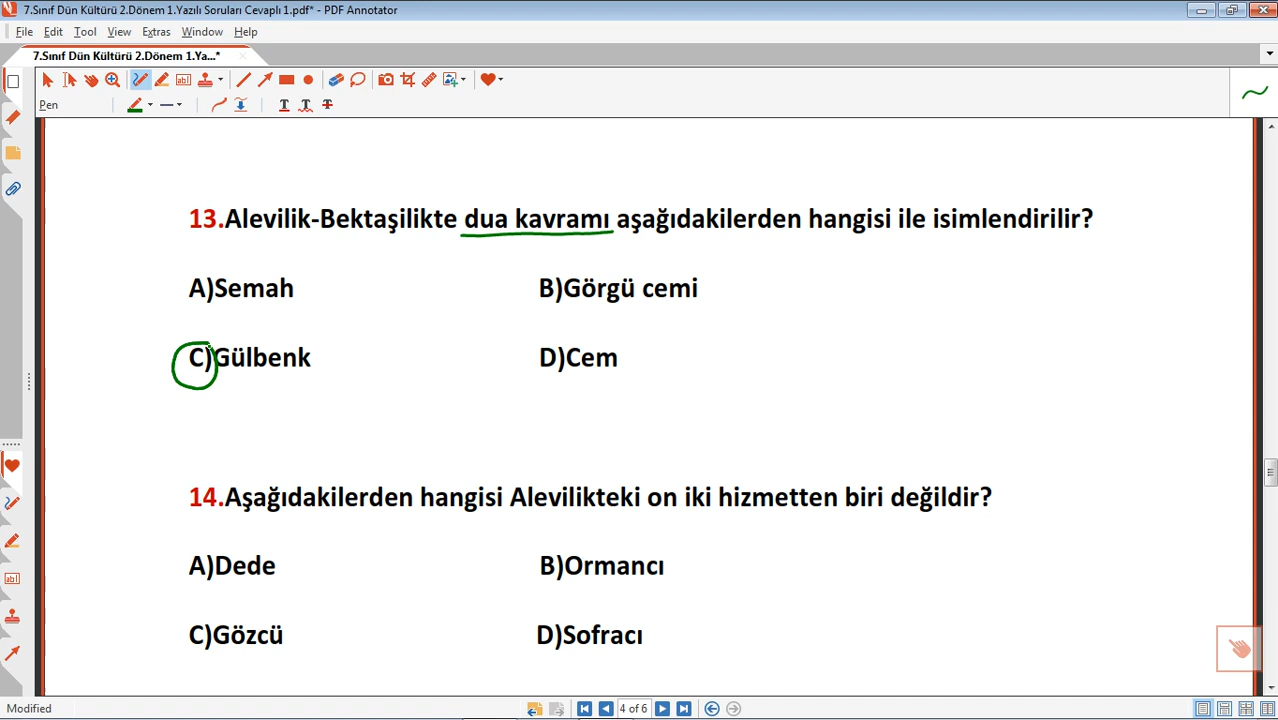 7.Sınıf Dün Kültürü 2.Dönem 1.Yazılı Soruları Cevaplı 1.pdf* - PDF Annotator
File Edit Tool View Extras Window Help
7.Sınıf Dün Kültürü 2.Dönem 1.Ya...*
Pen
13.Alevilik-Bektaşilikte dua kavramı aşağıdakilerden hangisi ile isimlendirilir?
A)Semah B)Görgü cemi
C)Gülbenk D)Cem
14.Aşağıdakilerden hangisi Alevilikteki on iki hizmetten biri değildir?
A)Dede B)Ormancı
C)Gözcü D)Sofracı
Modified 4 of 6